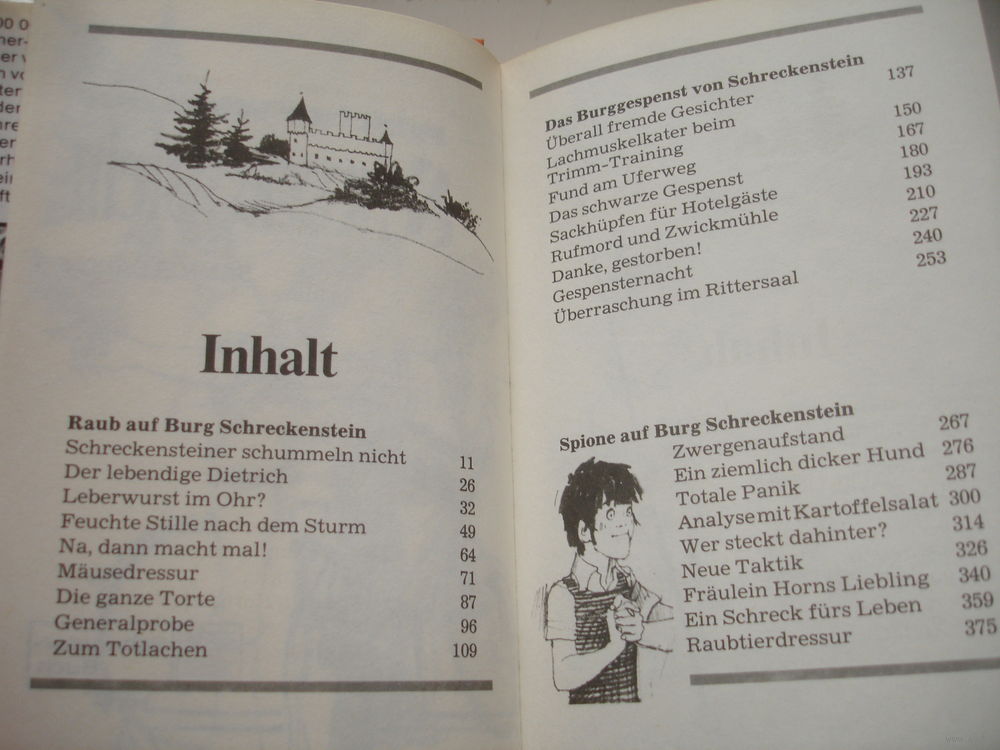 Inhalt
Raub auf Burg Schreckenstein
Schreckensteiner schummeln nicht 11
Der lebendige Dietrich 26
Leberwurst im Ohr? 32
Feuchte Stille nach dem Sturm 49
Na, dann macht mal! 64
Mäusedressur 71
Die ganze Torte 87
Generalprobe 96
Zum Totlachen 109
Das Burggespenst von Schreckenstein
Überall fremde Gesichter 137
Lachmuskelkater beim
Trimm-Training 150
Fund am Uferweg 167
Das schwarze Gespenst 180
Sackhüpfen für Hotelgäste 193
Rufmord und Zwickmühle 210
Danke, gestorben! 227
Gespensternacht 240
Überraschung im Rittersaal 253
Spione auf Burg Schreckenstein
Zwergenaufstand 267
Ein ziemlich dicker Hund 276
Totale Panik 287
Analyse mit Kartoffelsalat 300
Wer steckt dahinter? 314
Neue Taktik 326
Fräulein Horns Liebling 340
Ein Schreck fürs Leben 359
Raubtierdressur 375